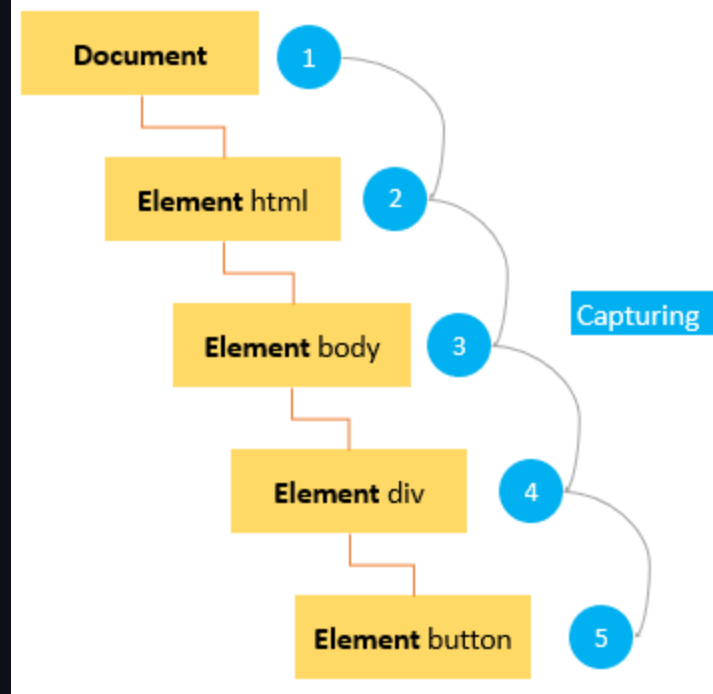 Document 1
Element html 2
Capturing
Element body 3
Element div 4
Element button 5